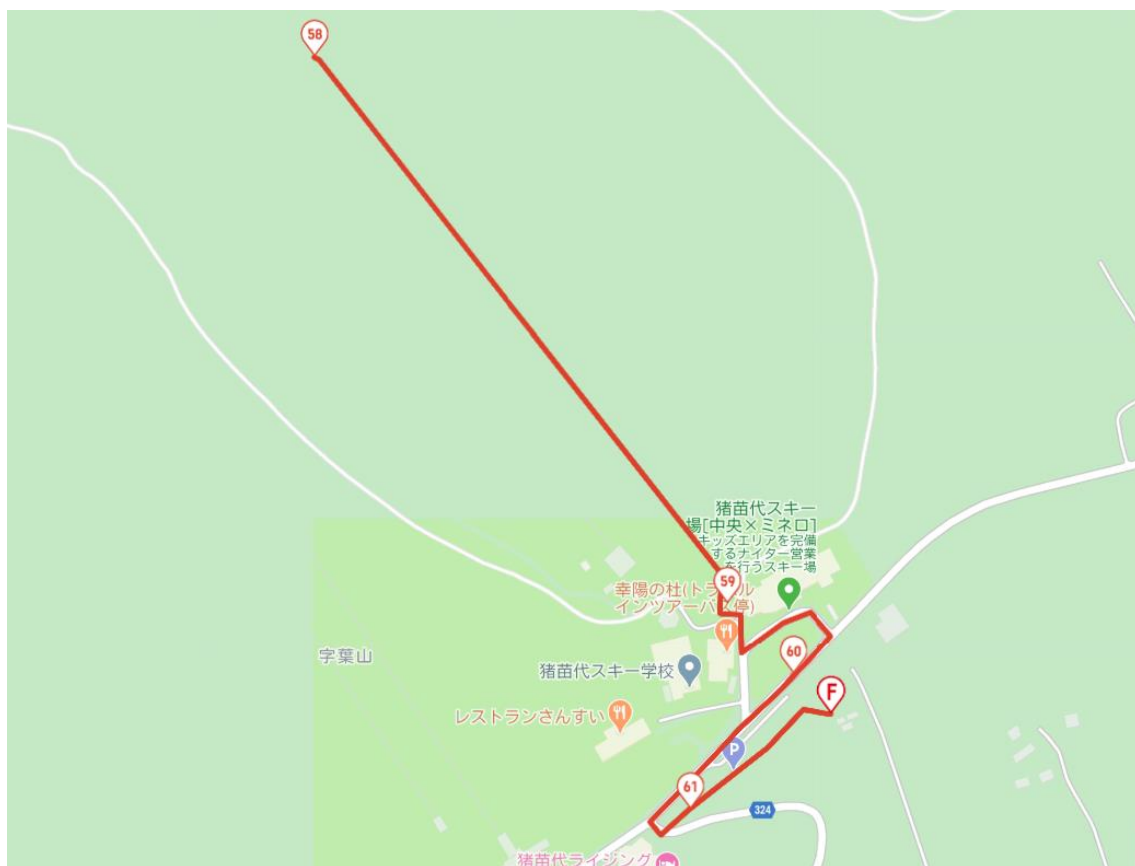 58
猪苗代スキー
場[中央×ミネロ]
キッズエリアを完備
するナイター営業
を行うスキー場
59
幸陽の杜(トラベル
インツアーバス停)
60
字葉山
猪苗代スキー学校
F
レストランさんすい
P
61
324
猪苗代ライジング